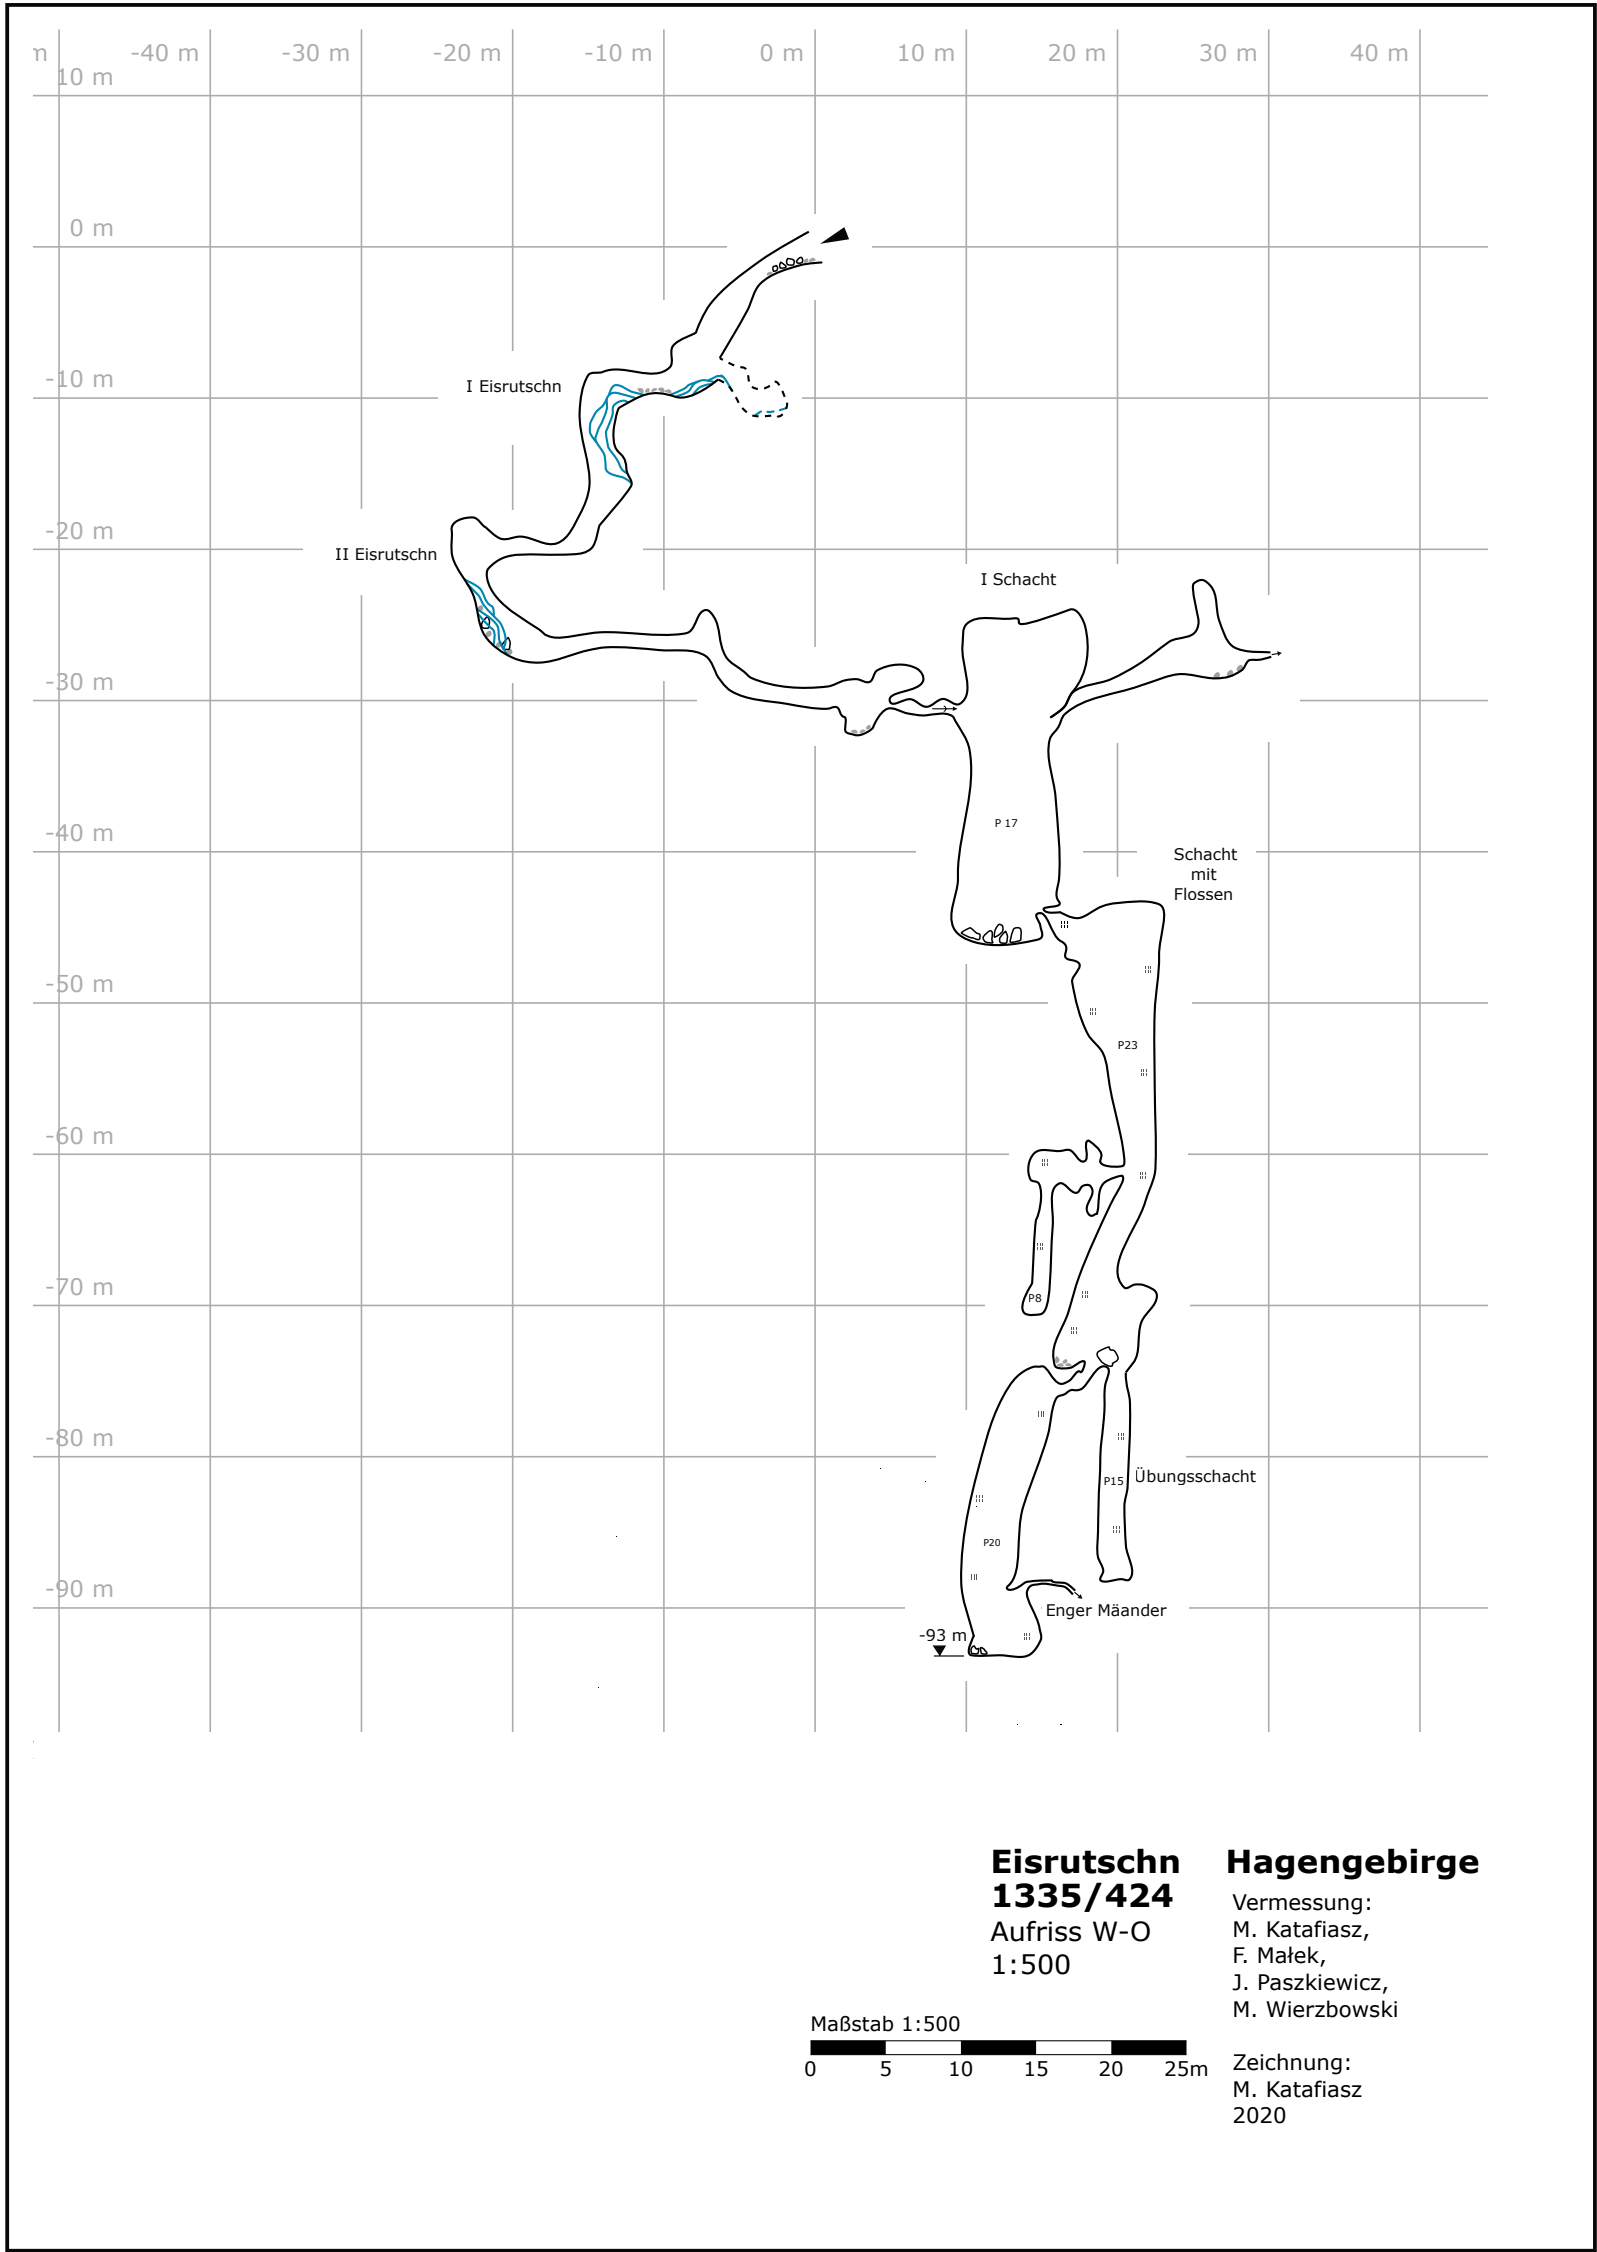 m -40 m -30 m -20 m -10 m 0 m 10 m 20 m 30 m 40 m
10 m
0 m
-10 m
I Eisrutschn
-20 m
II Eisrutschn
I Schacht
-30 m
P 17
-40 m
Schacht
mit
Flossen
-50 m
P23
-60 m
-70 m
P8
-80 m
P15 Übungsschacht
P20
-90 m
Enger Mäander
-93 m
Eisrutschn
1335/424
Aufriss W-O
1:500
Hagengebirge
Vermessung:
M. Katafiasz,
F. Małek,
J. Paszkiewicz,
M. Wierzbowski
Maßstab 1:500
0 5 10 15 20 25m
Zeichnung:
M. Katafiasz
2020